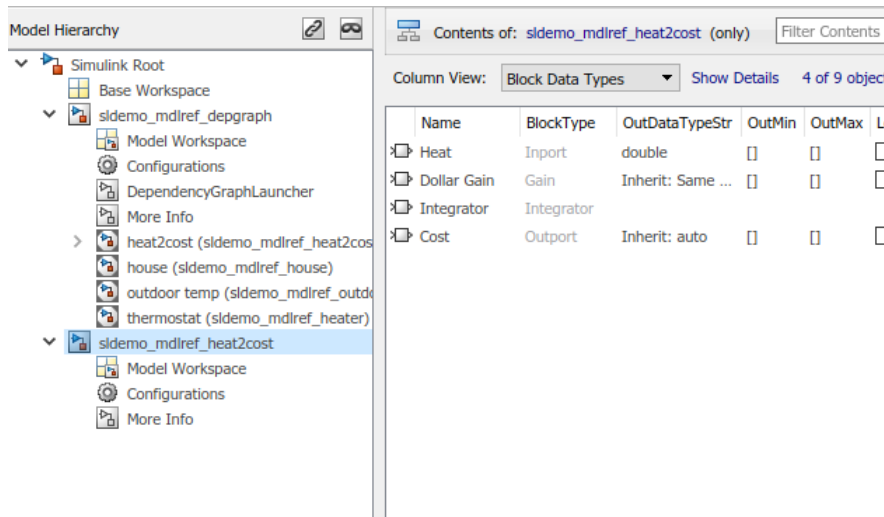 Model Hierarchy
Simulink Root
Base Workspace
sldemo_mdlref_depgraph
Model Workspace
Configurations
DependencyGraphLauncher
More Info
heat2cost (sldemo_mdlref_heat2cos
house (sldemo_mdlref_house)
outdoor temp (sldemo_mdlref_outdo
thermostat (sldemo_mdlref_heater)
sldemo_mdlref_heat2cost
Model Workspace
Configurations
More Info
Contents of: sldemo_mdlref_heat2cost (only) Filter Contents
Column View: Block Data Types Show Details 4 of 9 objec
Name BlockType OutDataTypeStr OutMin OutMax L
Heat Inport double [] []
Dollar Gain Gain Inherit: Same ... [] []
Integrator Integrator
Cost Outport Inherit: auto [] []